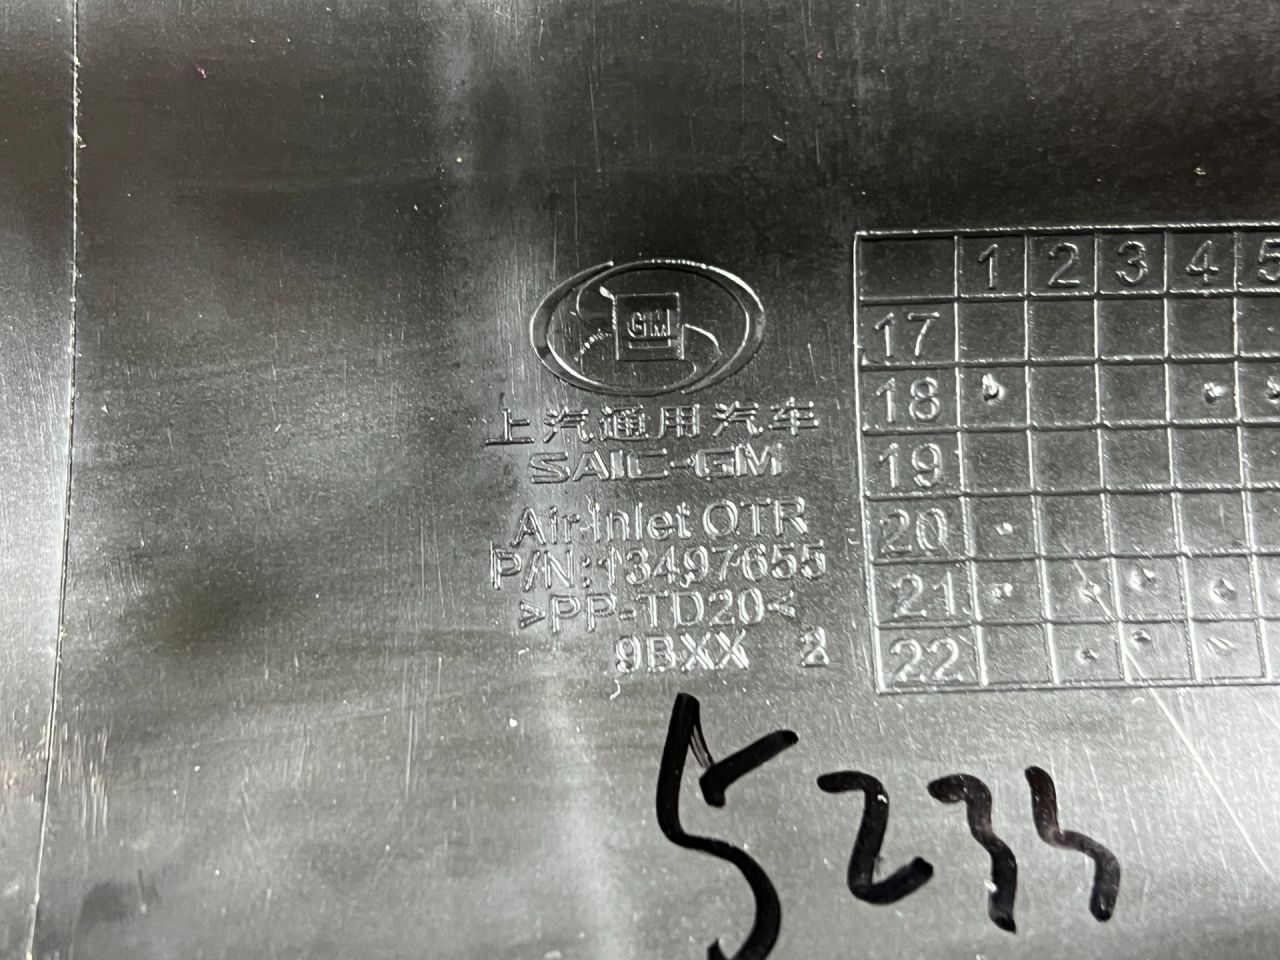 GM
上汽通用汽车
SAIC-GM
Air inlet OTR
P/N:13497655
>PP-TD20<
9BXX 2
1 2 3 4 5
17
18
19
20
21
22